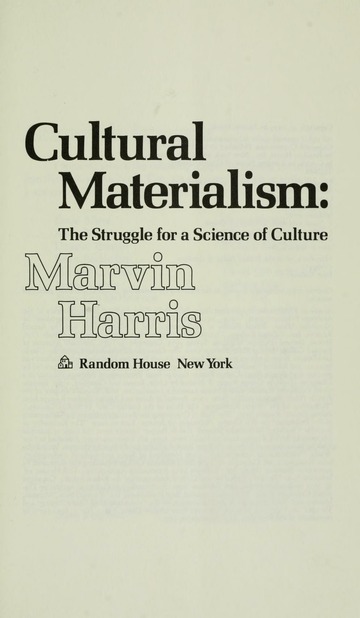 Cultural
Materialism:
The Struggle for a Science of Culture
Marvin
Harris
Random House New York